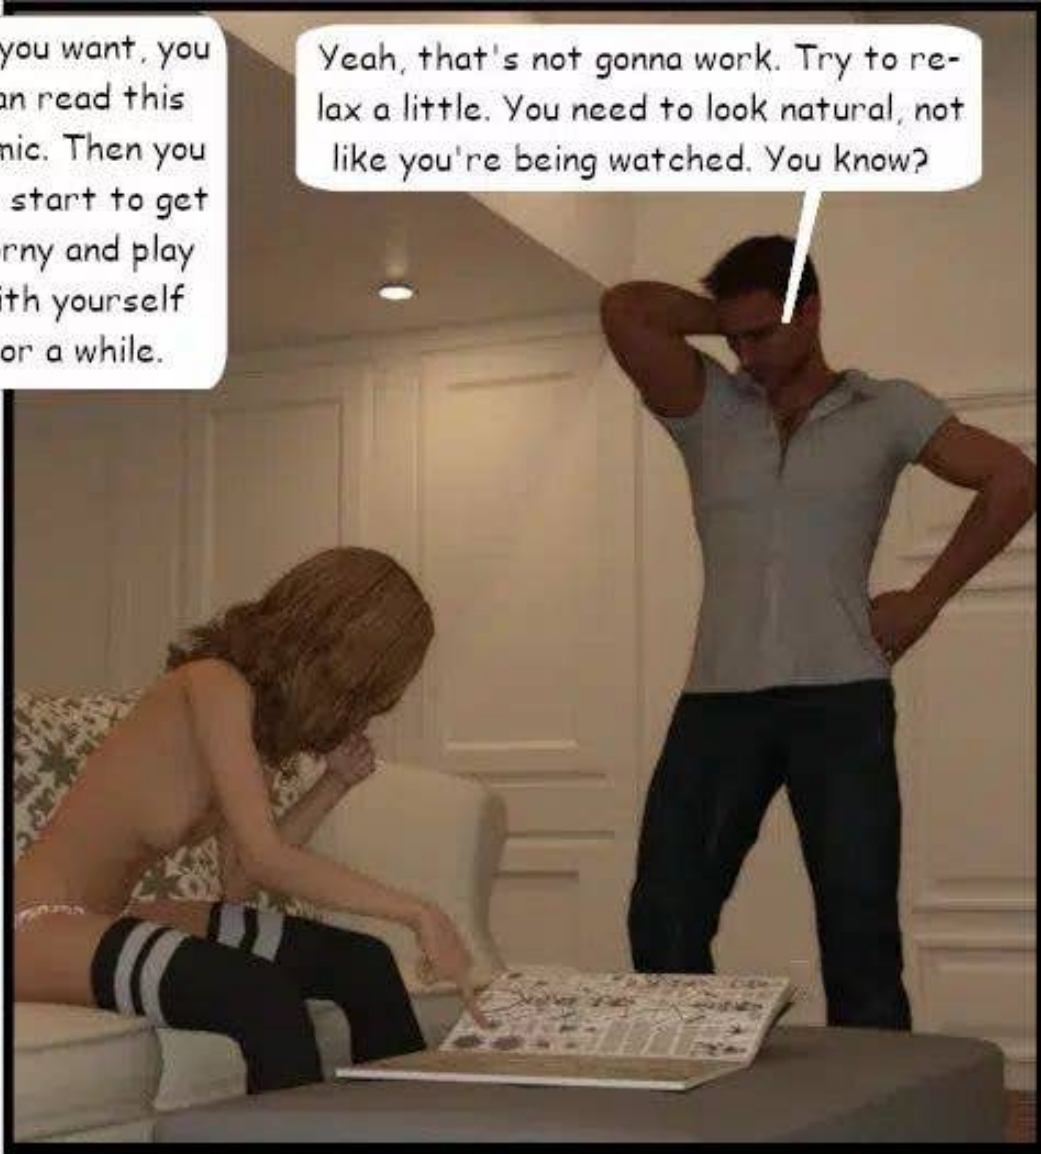 you want, you
an read this
mic. Then you
start to get
rny and play
ith yourself
or a while.
Yeah, that's not gonna work. Try to re-
lax a little. You need to look natural, not
like you're being watched. You know?